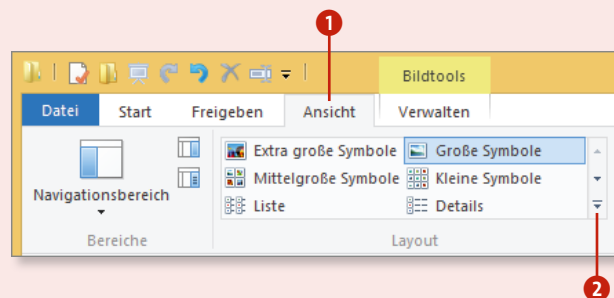 1
Bildtools
Datei Start Freigeben Ansicht Verwalten
Extra große Symbole Große Symbole
Mittelgroße Symbole Kleine Symbole
Navigationsbereich
Liste Details
Bereiche Layout
2